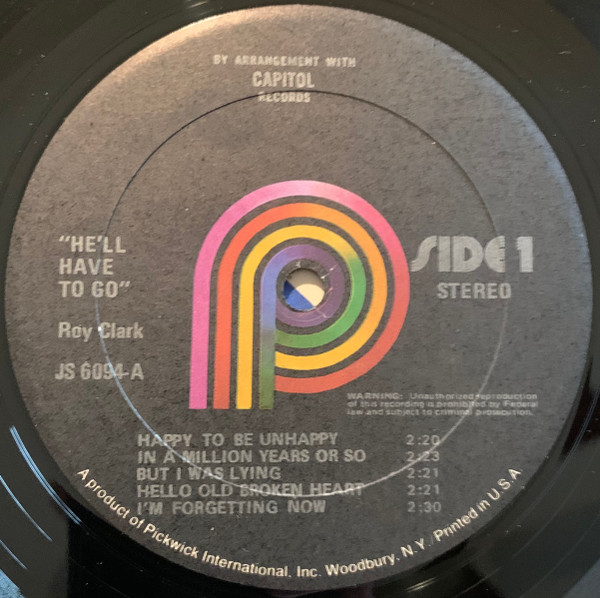 BY ARRANGEMENT WITH
CAPITOL
RECORDS
"HE'LL
HAVE
TO GO"
Roy Clark
JS 6094-A
SIDE 1
STEREO
WARNING: Unauthorized reproduction
of this recording is prohibited by Federal
law and subject to criminal prosecution.
HAPPY TO BE UNHAPPY 2:20
IN A MILLION YEARS OR SO 2:23
BUT I WAS LYING 2:21
HELLO OLD BROKEN HEART 2:21
I'M FORGETTING NOW 2:30
A product of Pickwick International, Inc. Woodbury, N.Y. Printed in U.S.A.